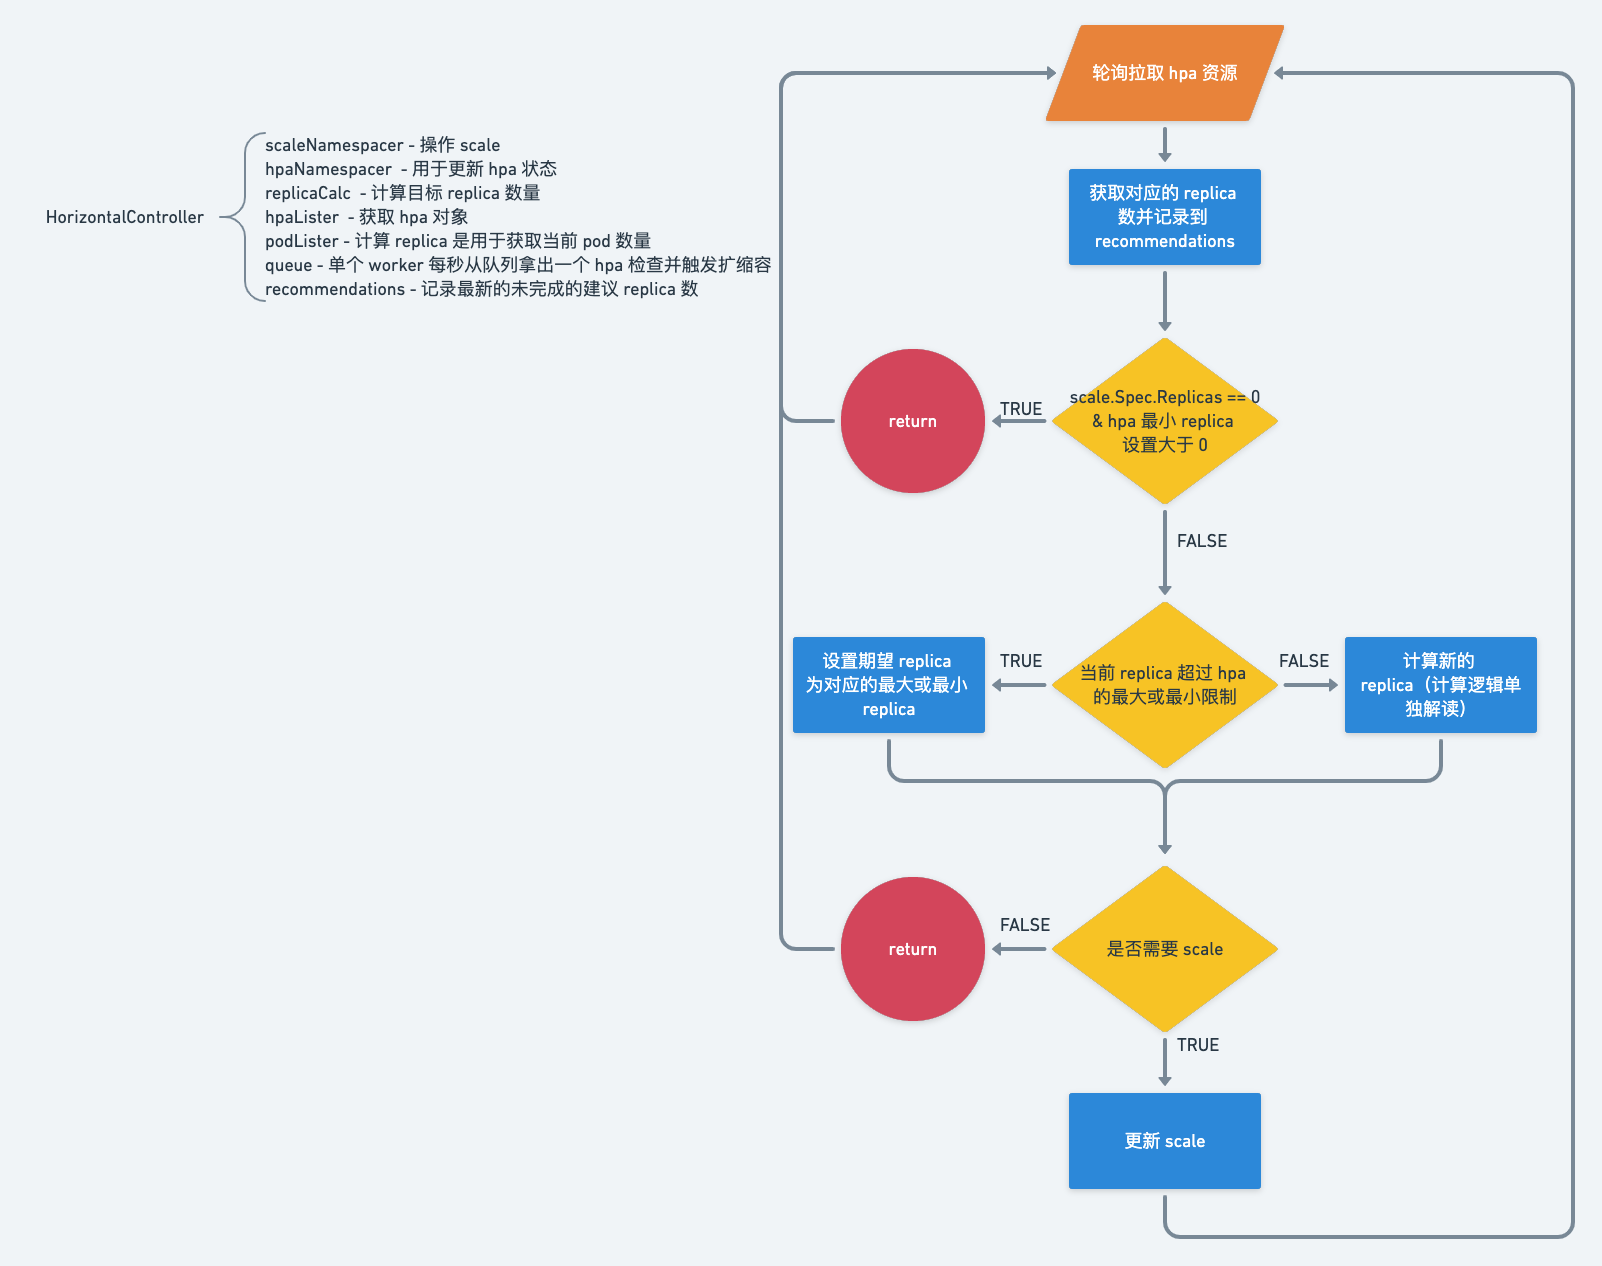 HorizontalController
scaleNamespacer - 操作 scale
hpaNamespacer  - 用于更新 hpa 状态
replicaCalc  - 计算目标 replica 数量
hpaLister  - 获取 hpa 对象
podLister - 计算 replica 是用于获取当前 pod 数量
queue - 单个 worker 每秒从队列拿出一个 hpa 检查并触发扩缩容
recommendations - 记录最新的未完成的建议 replica 数
轮询拉取 hpa 资源
获取对应的 replica
数并记录到
recommendations
scale.Spec.Replicas == 0
& hpa 最小 replica
设置大于 0
TRUE
return
FALSE
当前 replica 超过 hpa
的最大或最小限制
TRUE
设置期望 replica
为对应的最大或最小
replica
FALSE
计算新的
replica（计算逻辑单
独解读）
是否需要 scale
FALSE
return
TRUE
更新 scale